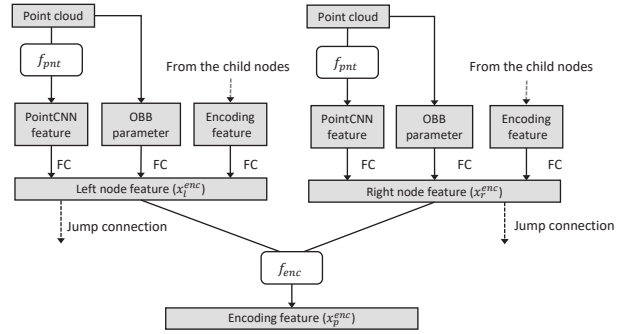 Point cloud
f_pnt
From the child nodes
PointCNN
feature
OBB
parameter
Encoding
feature
FC
FC
FC
Left node feature (x_l^enc)
Jump connection
Point cloud
f_pnt
From the child nodes
PointCNN
feature
OBB
parameter
Encoding
feature
FC
FC
FC
Right node feature (x_r^enc)
Jump connection
f_enc
Encoding feature (x_p^enc)